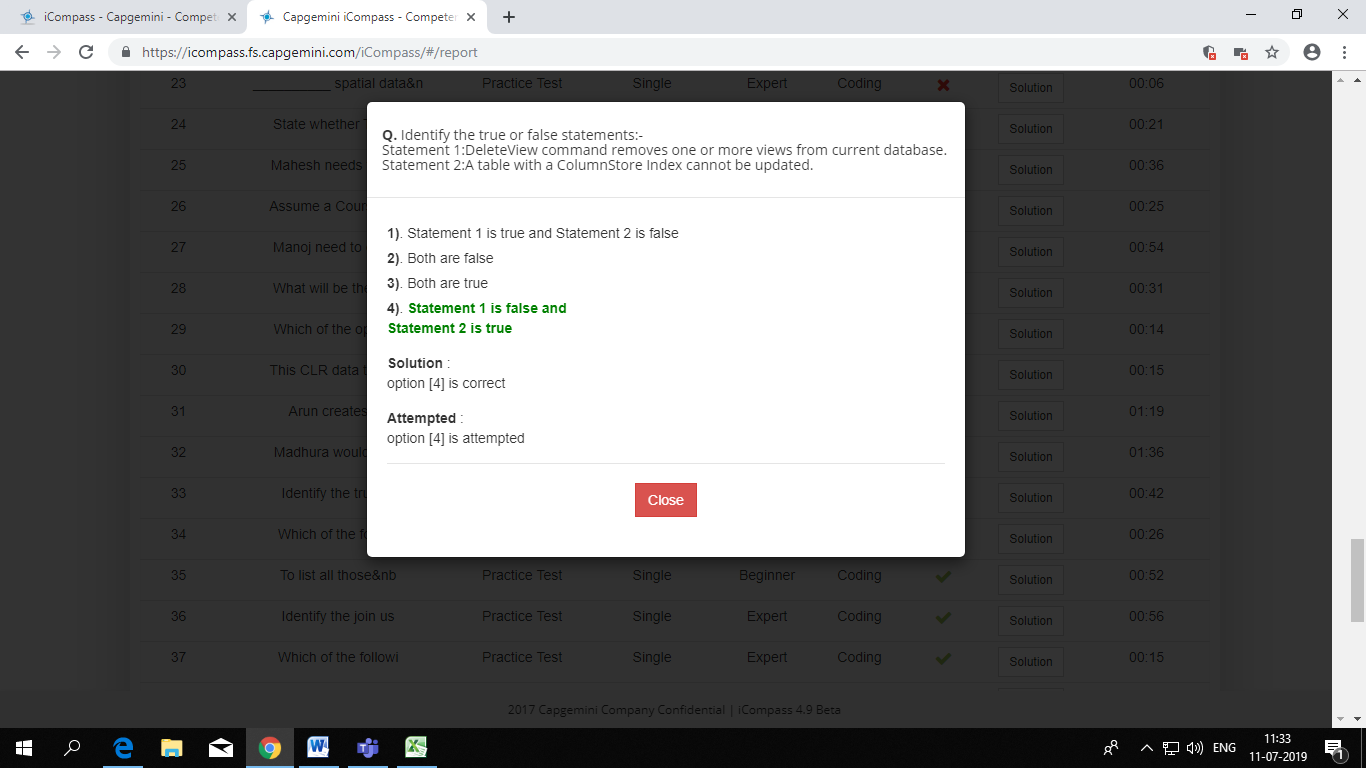 iCompass - Capgemini - Compet
Capgemini iCompass - Competen
https://icompass.fs.capgemini.com/iCompass/#/report
23 __________ spatial data&n Practice Test Single Expert Coding Solution 00:06
24 State whether Solution 00:21
25 Mahesh needs Solution 00:36
26 Assume a Cour Solution 00:25
27 Manoj need to Solution 00:54
28 What will be the Solution 00:31
29 Which of the op Solution 00:14
30 This CLR data Solution 00:15
31 Arun creates Solution 01:19
32 Madhura would Solution 01:36
33 Identify the tru Solution 00:42
34 Which of the fo Solution 00:26
35 To list all those&nb Practice Test Single Beginner Coding Solution 00:52
36 Identify the join us Practice Test Single Expert Coding Solution 00:56
37 Which of the followi Practice Test Single Expert Coding Solution 00:15
Q. Identify the true or false statements:-
Statement 1:DeleteView command removes one or more views from current database.
Statement 2:A table with a ColumnStore Index cannot be updated.
1). Statement 1 is true and Statement 2 is false
2). Both are false
3). Both are true
4). Statement 1 is false and
Statement 2 is true
Solution :
option [4] is correct
Attempted :
option [4] is attempted
Close
2017 Capgemini Company Confidential | iCompass 4.9 Beta
ENG
11:33
11-07-2019
1